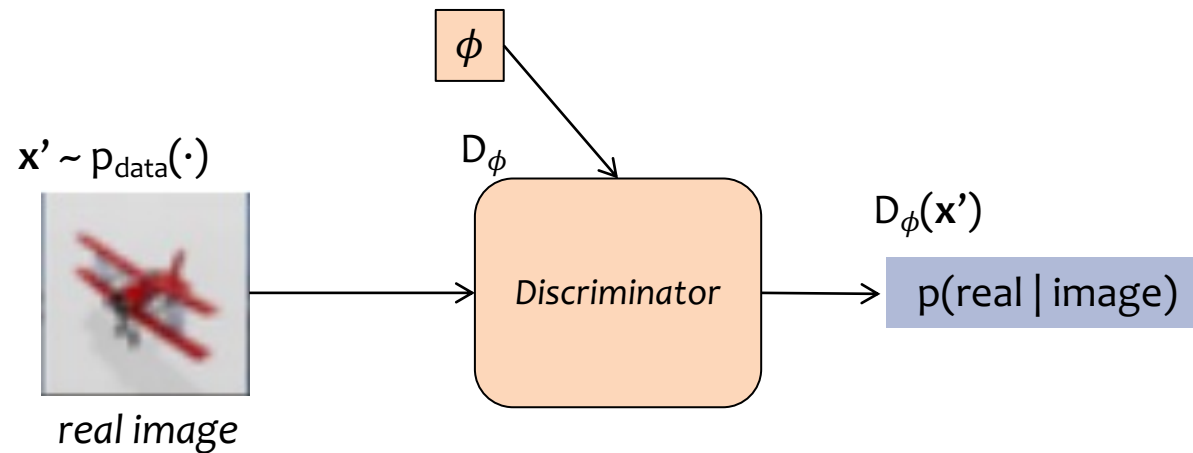 ϕ
x’ ~ p_data(·)
D_ϕ
D_ϕ(x’)
Discriminator
p(real | image)
real image